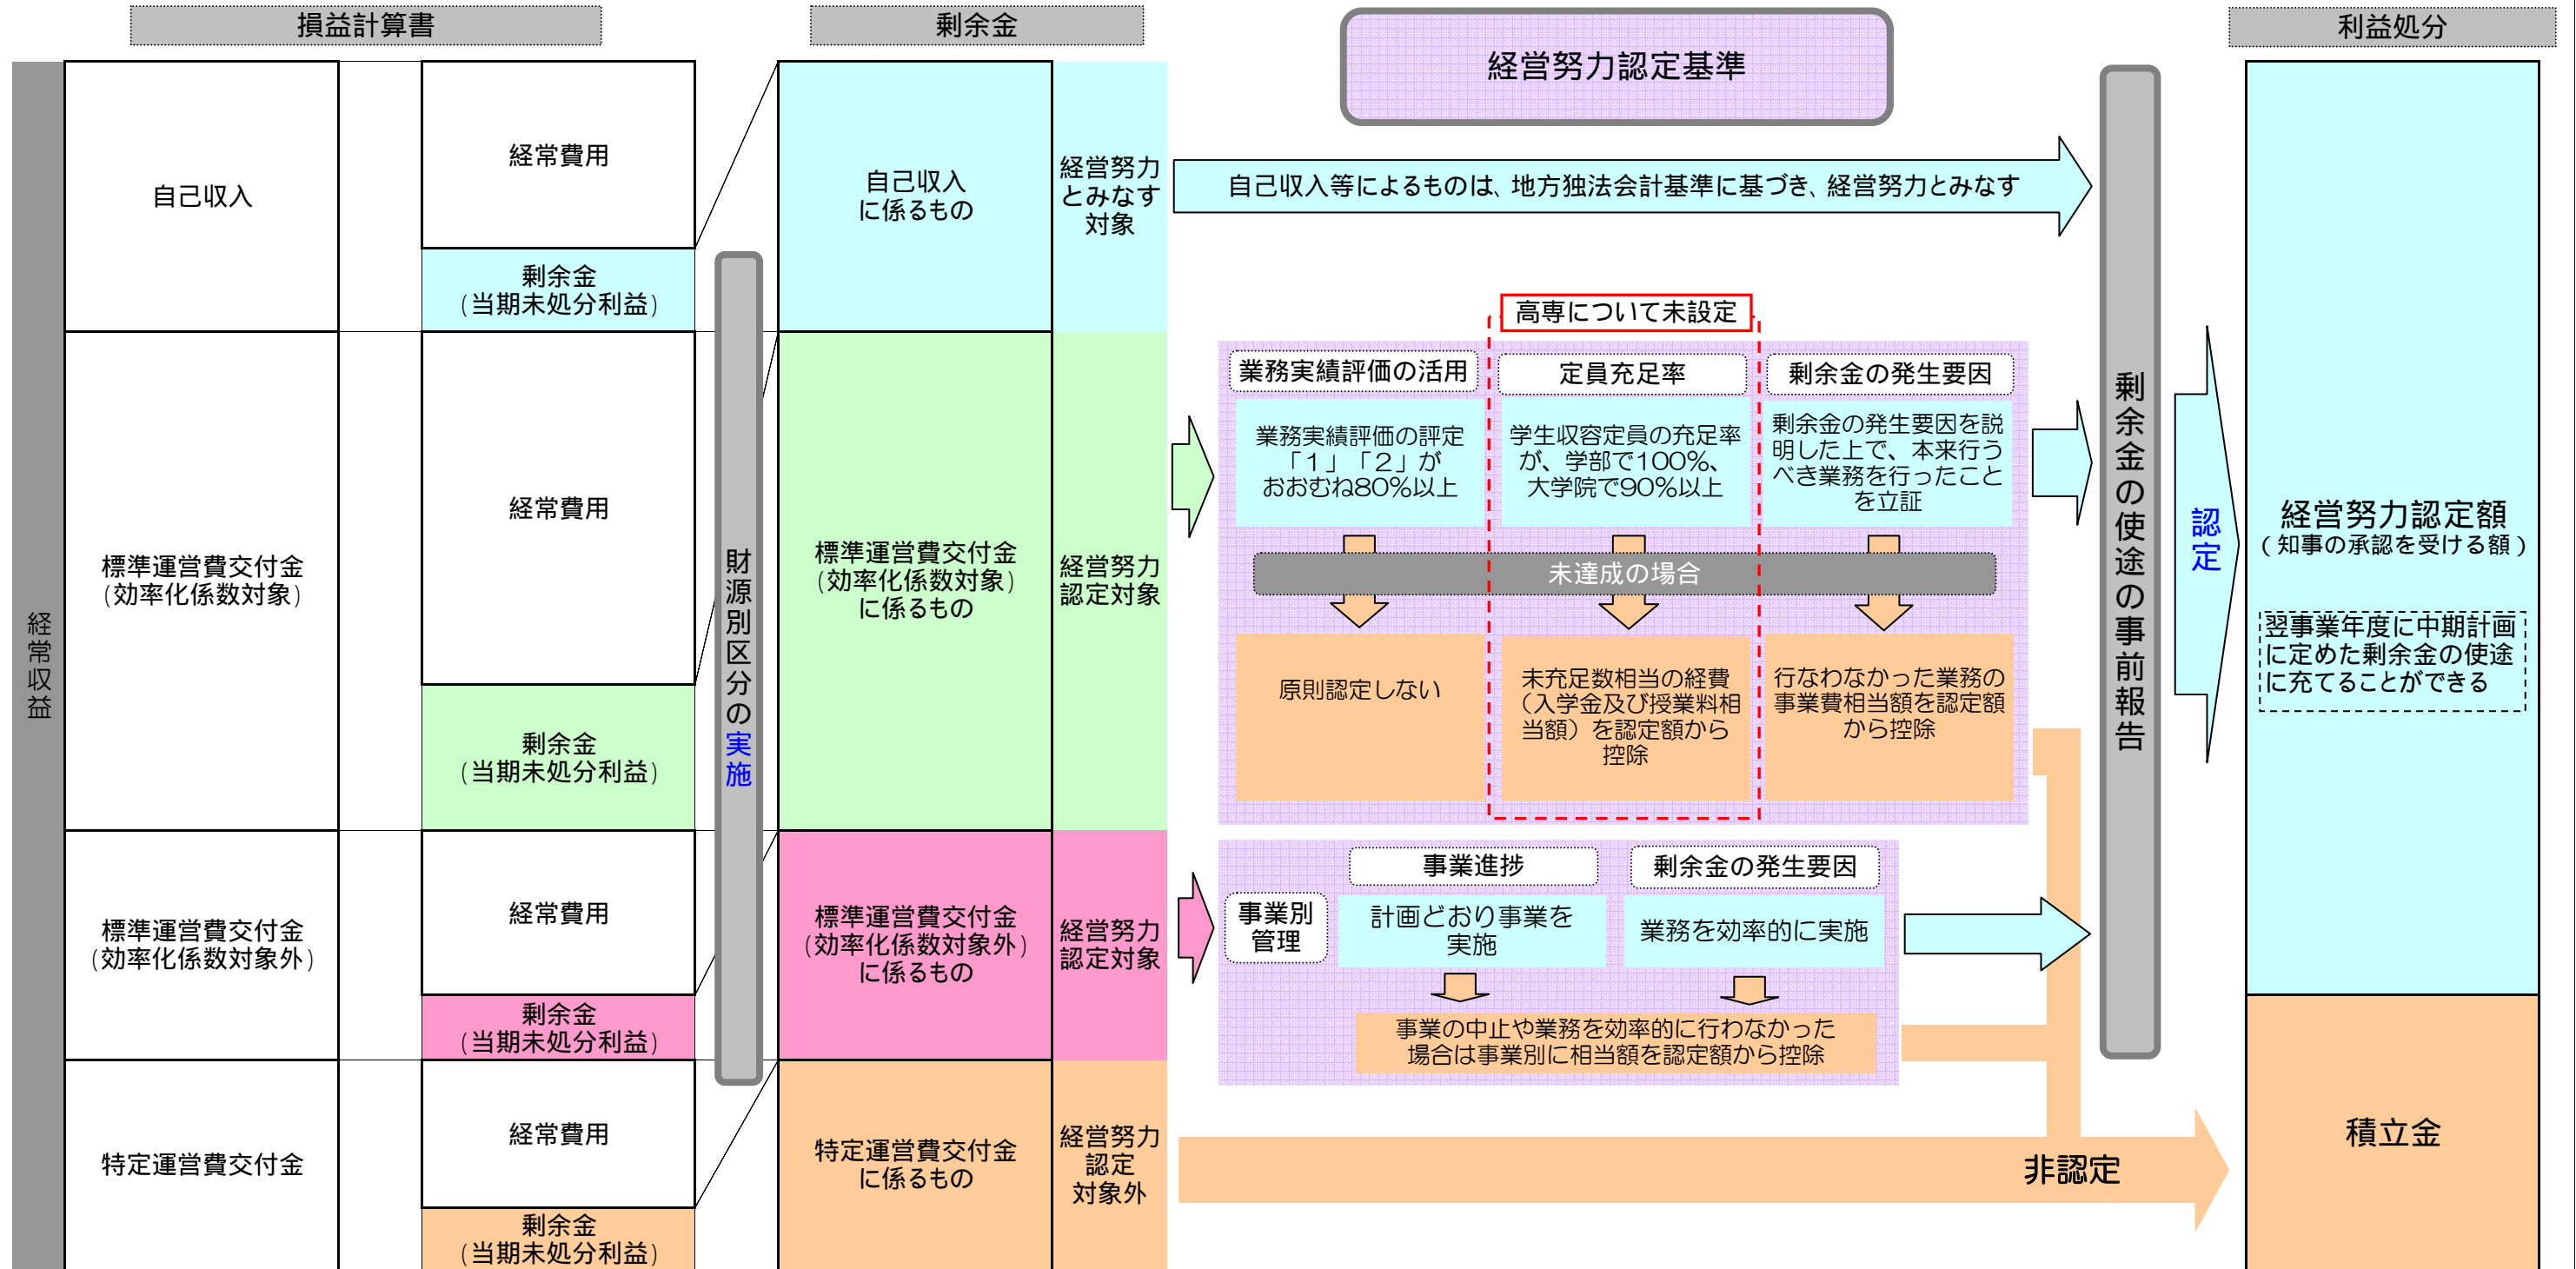 損益計算書
剰余金
経営努力認定基準
利益処分
経常収益
自己収入
経常費用
剰余金
(当期未処分利益)
標準運営費交付金
(効率化係数対象)
経常費用
剰余金
(当期未処分利益)
標準運営費交付金
(効率化係数対象外)
経常費用
剰余金
(当期未処分利益)
特定運営費交付金
経常費用
剰余金
(当期未処分利益)
財源別区分の実施
自己収入
に係るもの
経営努力
とみなす
対象
標準運営費交付金
(効率化係数対象)
に係るもの
経営努力
認定対象
標準運営費交付金
(効率化係数対象外)
に係るもの
経営努力
認定対象
特定運営費交付金
に係るもの
経営努力
認定
対象外
自己収入等によるものは、地方独法会計基準に基づき、経営努力とみなす
高専について未設定
業務実績評価の活用
定員充足率
剰余金の発生要因
業務実績評価の評定
「1」「2」が
おおむね80%以上
学生収容定員の充足率
が、学部で100%、
大学院で90%以上
剰余金の発生要因を説
明した上で、本来行う
べき業務を行ったこと
を立証
未達成の場合
原則認定しない
未充足数相当の経費
(入学金及び授業料相
当額)を認定額から
控除
行なわなかった業務の
事業費相当額を認定額
から控除
事業別
管理
事業進捗
剰余金の発生要因
計画どおり事業を
実施
業務を効率的に実施
事業の中止や業務を効率的に行わなかった
場合は事業別に相当額を認定額から控除
非認定
剰余金の使途の事前報告
認定
経営努力認定額
(知事の承認を受ける額)
翌事業年度に中期計画
に定めた剰余金の使途
に充てることができる
積立金